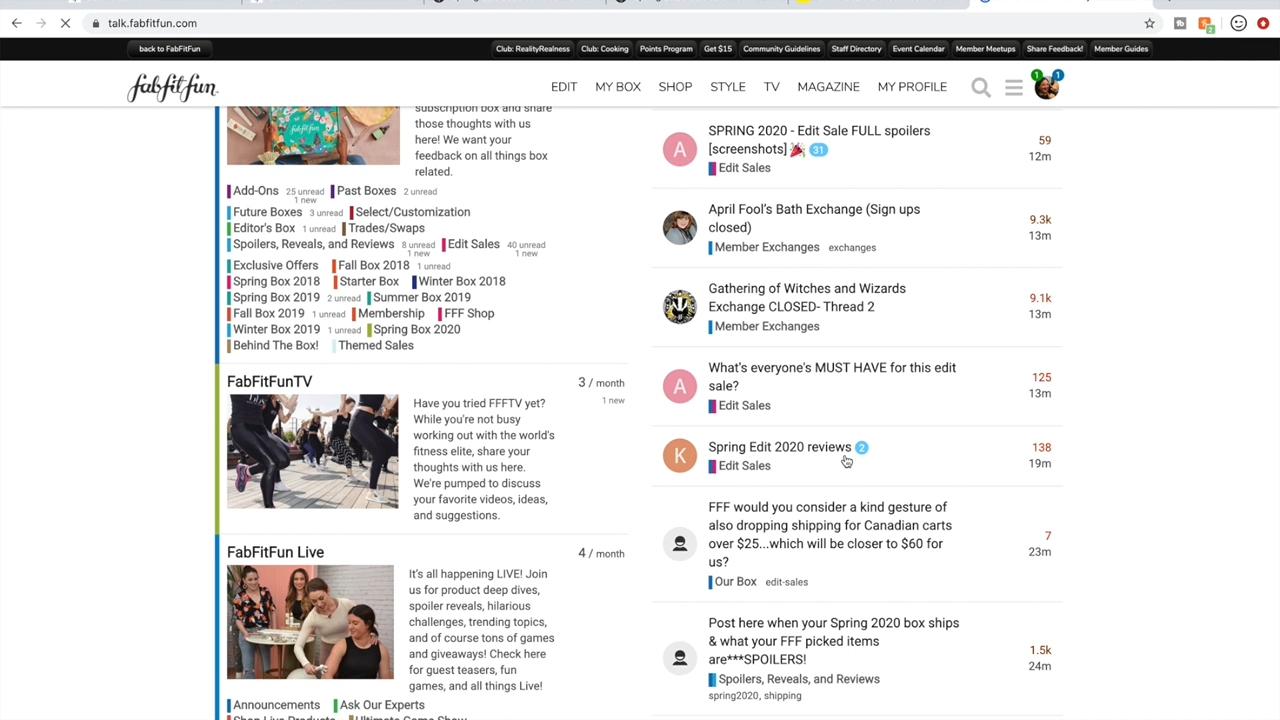 talk.fabfitfun.com
2
back to FabFitFun
Club: RealityRealness
Club: Cooking
Points Program
Get $15
Community Guidelines
Staff Directory
Event Calendar
Member Meetups
Share Feedback!
Member Guides
fabfitfun.
EDIT
MY BOX
SHOP
STYLE
TV
MAGAZINE
MY PROFILE
1
1
subscription box and share
those thoughts with us
here! We want your
feedback on all things box
related.
fabfitfun
Add-Ons 25 unread 1 new Past Boxes 2 unread
Future Boxes 3 unread Select/Customization
Editor's Box 1 unread Trades/Swaps
Spoilers, Reveals, and Reviews 8 unread 1 new Edit Sales 40 unread 1 new
Exclusive Offers Fall Box 2018 1 unread
Spring Box 2018 Starter Box Winter Box 2018
Spring Box 2019 2 unread Summer Box 2019
Fall Box 2019 1 unread Membership FFF Shop
Winter Box 2019 1 unread Spring Box 2020
Behind The Box! Themed Sales
FabFitFunTV
3 / month
1 new
Have you tried FFFTV yet?
While you're not busy
working out with the world's
fitness elite, share your
thoughts with us here.
We're pumped to discuss
your favorite videos, ideas,
and suggestions.
FabFitFun Live
4 / month
It's all happening LIVE! Join
us for product deep dives,
spoiler reveals, hilarious
challenges, trending topics,
and of course tons of games
and giveaways! Check here
for guest teasers, fun
games, and all things Live!
Announcements Ask Our Experts
Shop Live Products Ultimate Game Show
A
SPRING 2020 - Edit Sale FULL spoilers
[screenshots] 31
Edit Sales
59
12m
April Fool's Bath Exchange (Sign ups
closed)
Member Exchanges exchanges
9.3k
13m
Gathering of Witches and Wizards
Exchange CLOSED- Thread 2
Member Exchanges
9.1k
13m
A
What's everyone's MUST HAVE for this edit
sale?
Edit Sales
125
13m
K
Spring Edit 2020 reviews 2
Edit Sales
138
19m
FFF would you consider a kind gesture of
also dropping shipping for Canadian carts
over $25...which will be closer to $60 for
us?
Our Box edit-sales
7
23m
Post here when your Spring 2020 box ships
& what your FFF picked items
are***SPOILERS!
Spoilers, Reveals, and Reviews
spring2020, shipping
1.5k
24m